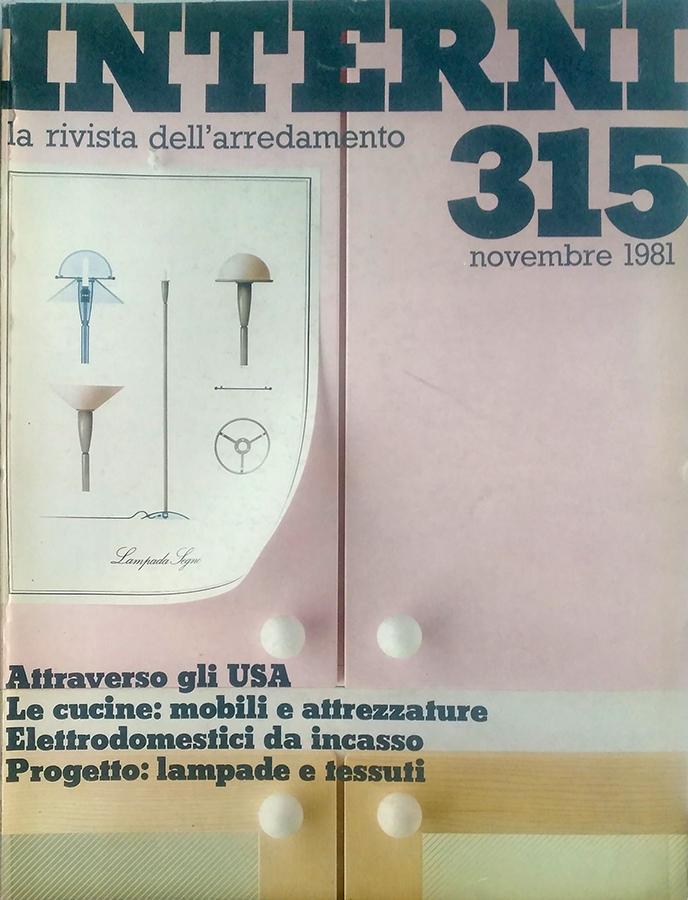 INTERNI
la rivista dell'arredamento
315
novembre 1981
Lampada Segno
Attraverso gli USA
Le cucine: mobili e attrezzature
Elettrodomestici da incasso
Progetto: lampade e tessuti